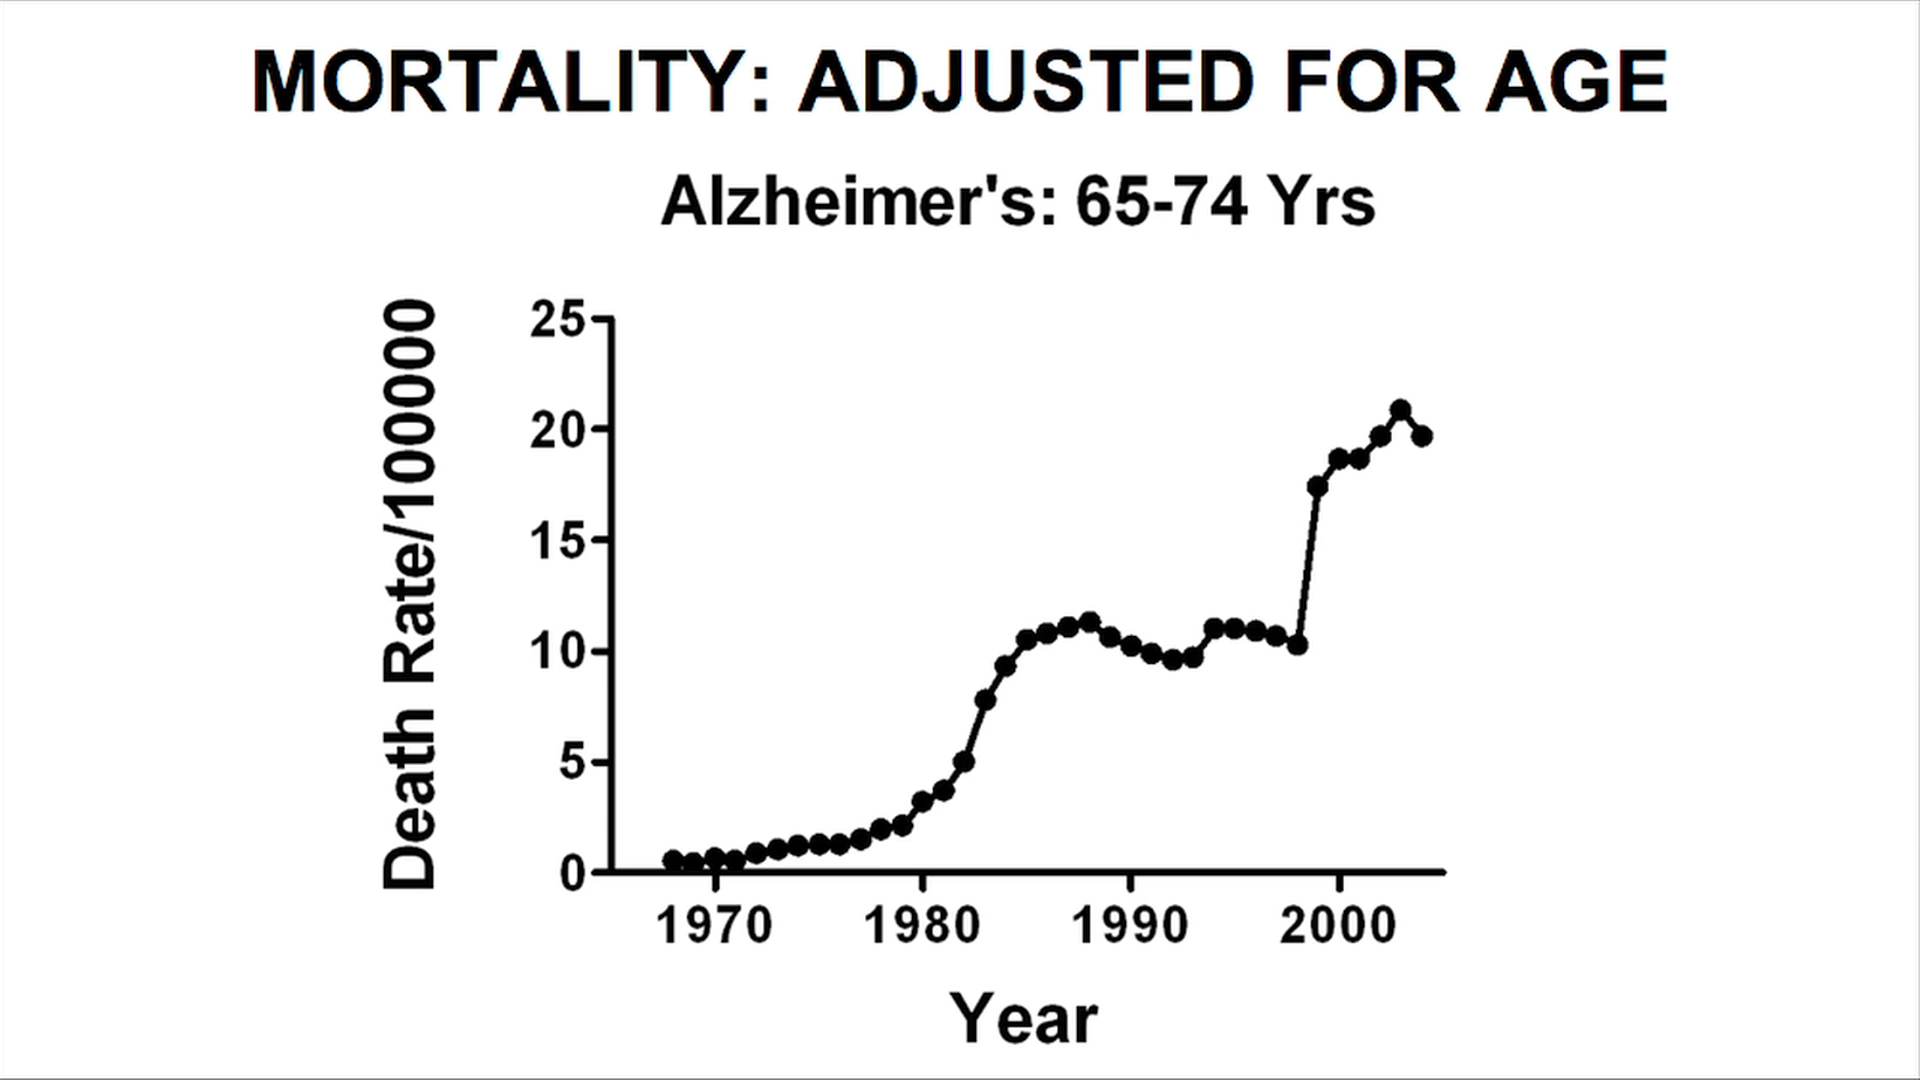 MORTALITY: ADJUSTED FOR AGE
Alzheimer's: 65-74 Yrs
Death Rate/100000
25
20
15
10
5
0
1970 1980 1990 2000
Year